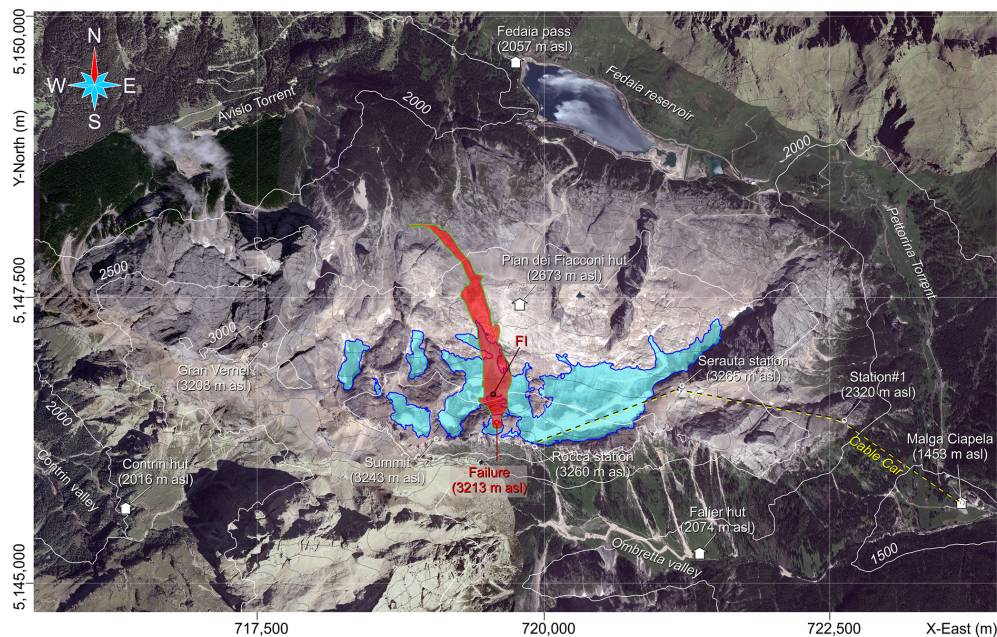 5,150,000
Fedaia pass
(2057 m asl)
N
W E
S
Fedaia reservoir
2000
Avisio Torrent
Y-North (m)
2000
Pettorina Torrent
2500
Pian dei Fiacconi hut
(2673 m asl)
5,147,500
3000
FI
Gran Vernel
(3208 m asl)
Serauta station
(3265 m asl)
Station#1
(2320 m asl)
2000
Cable Car
Malga Ciapela
(1453 m asl)
Summit
(3243 m asl)
Failure
(3213 m asl)
Rocca station
(3260 m asl)
Contrin hut
(2016 m asl)
Contrin valley
Falier hut
(2074 m asl)
Ombretta valley
1500
5,145,000
717,500
720,000
722,500
X-East (m)